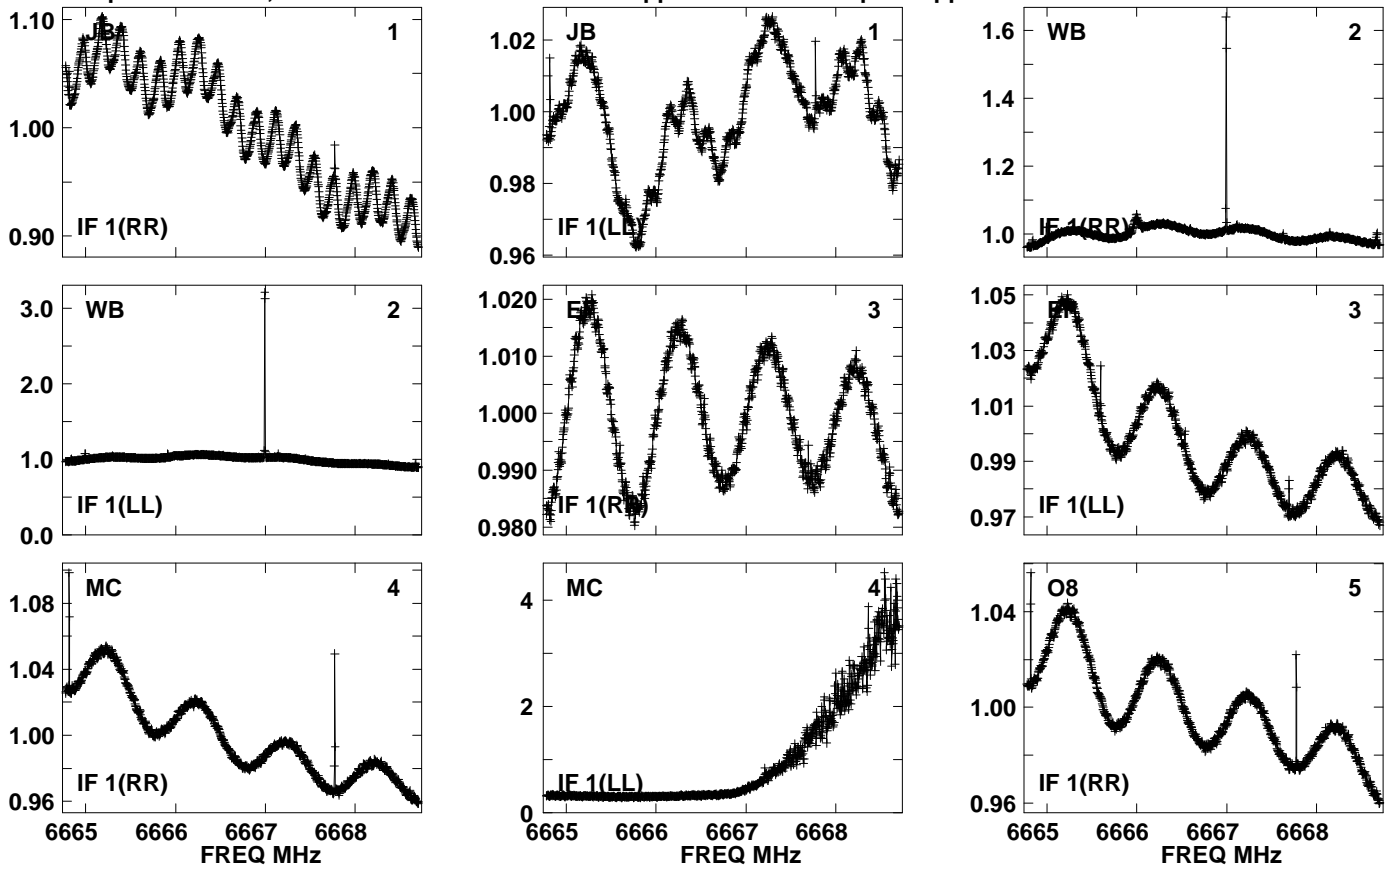 JB 1
1.10
1.00
0.90
IF 1(RR)
JB 1
1.02
1.00
0.98
0.96
IF 1(LL)
WB 2
1.6
1.4
1.2
1.0
IF 1(RR)
WB 2
3.0
2.0
1.0
0.0
IF 1(LL)
3
1.020
1.010
1.000
0.990
0.980
3
1.05
1.03
1.01
0.99
0.97
IF 1(LL)
MC 4
1.08
1.04
1.00
0.96
IF 1(RR)
6665 6666 6667 6668
FREQ MHz
MC 4
4
2
0
IF 1(LL)
6665 6666 6667 6668
FREQ MHz
O8 5
1.04
1.00
0.96
IF 1(RR)
6665 6666 6667 6668
FREQ MHz